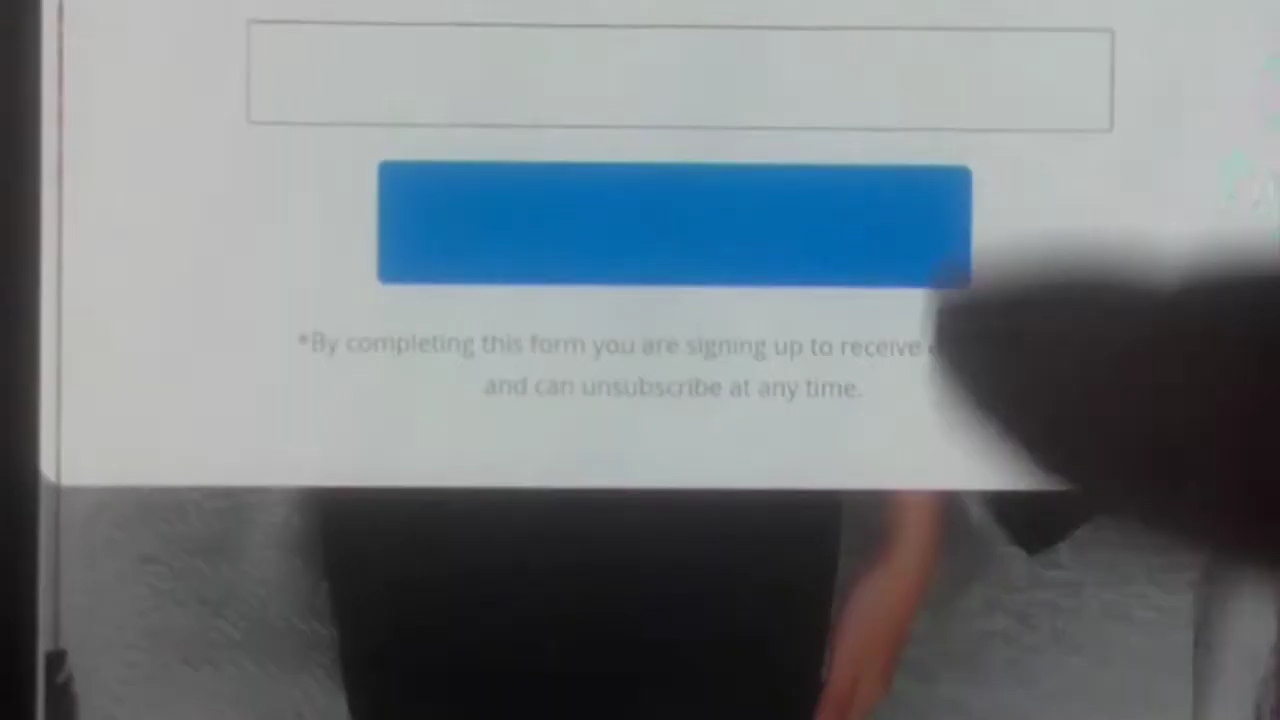 *By completing this form you are signing up to receive
and can unsubscribe at any time.